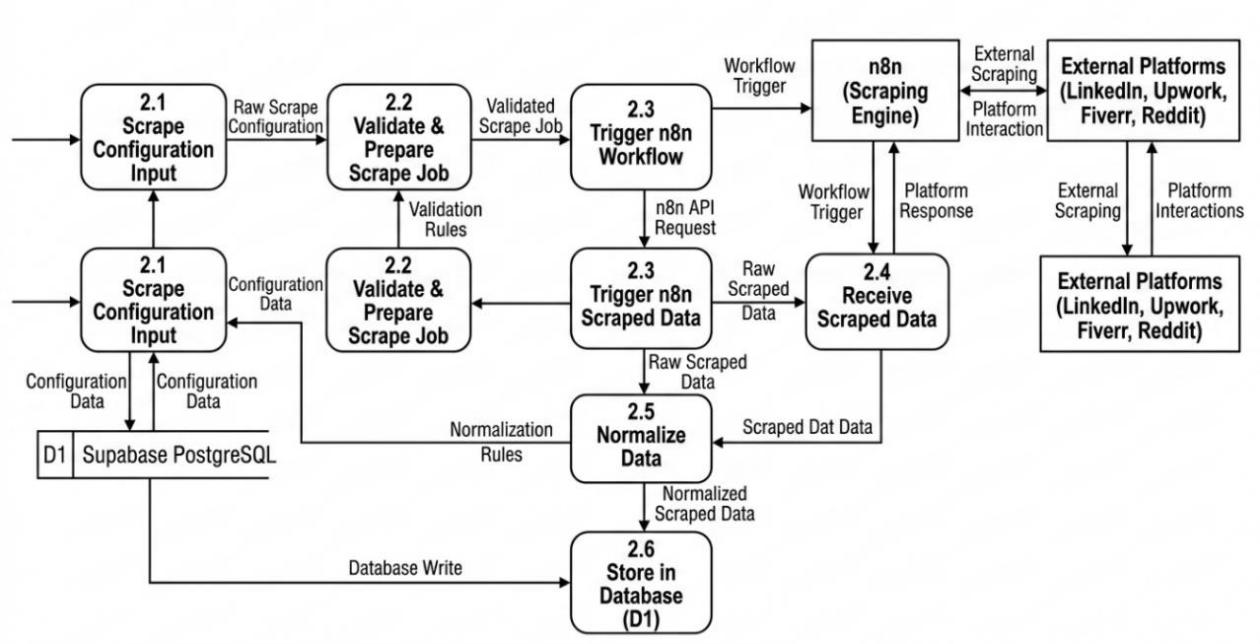 n8n
(Scraping
Engine)
External
Scraping
Platform
Interaction
External Platforms
(LinkedIn, Upwork,
Fiverr, Reddit)
Workflow
Trigger
2.1
Scrape
Configuration
Input
Raw Scrape
Configuration
2.2
Validate &
Prepare
Scrape Job
Validated
Scrape Job
2.3
Trigger n8n
Workflow
Validation
Rules
n8n API
Request
Workflow
Trigger
Platform
Response
External
Scraping
Platform
Interactions
2.1
Scrape
Configuration
Input
Configuration
Data
2.2
Validate &
Prepare
Scrape Job
2.3
Trigger n8n
Scraped Data
Raw
Scraped
Data
2.4
Receive
Scraped Data
External Platforms
(LinkedIn, Upwork,
Fiverr, Reddit)
Configuration
Data
Configuration
Data
Raw Scraped
Data
D1 Supabase PostgreSQL
Normalization
Rules
2.5
Normalize
Data
Scraped Dat Data
Normalized
Scraped Data
Database Write
2.6
Store in
Database
(D1)